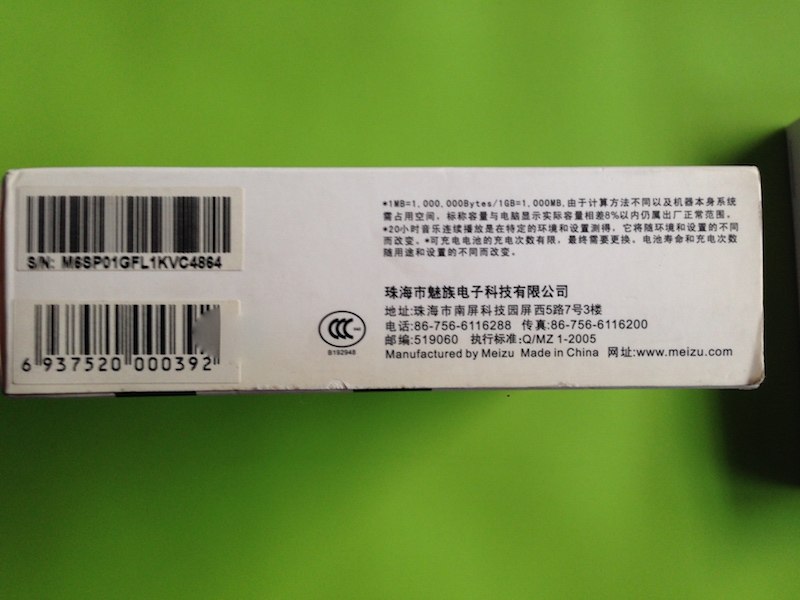 S/N: M6SP01GFL1KVC4864
6 937520 000392
CCC
B192948
*1MB=1,000,000Bytes/1GB=1,000MB,由于计算方法不同以及机器本身系统
需占用空间，标称容量与电脑显示实际容量相差8%以内仍属出厂正常范围。
*20小时音乐连续播放是在特定的环境和设置测得，它将随环境和设置的不同
而改变。*可充电电池的充电次数有限，最终需要更换。电池寿命和充电次数
随用途和设置的不同而改变。
珠海市魅族电子科技有限公司
地址:珠海市南屏科技园屏西5路7号3楼
电话:86-756-6116288 传真:86-756-6116200
邮编:519060 执行标准:Q/MZ 1-2005
Manufactured by Meizu Made in China 网址:www.meizu.com